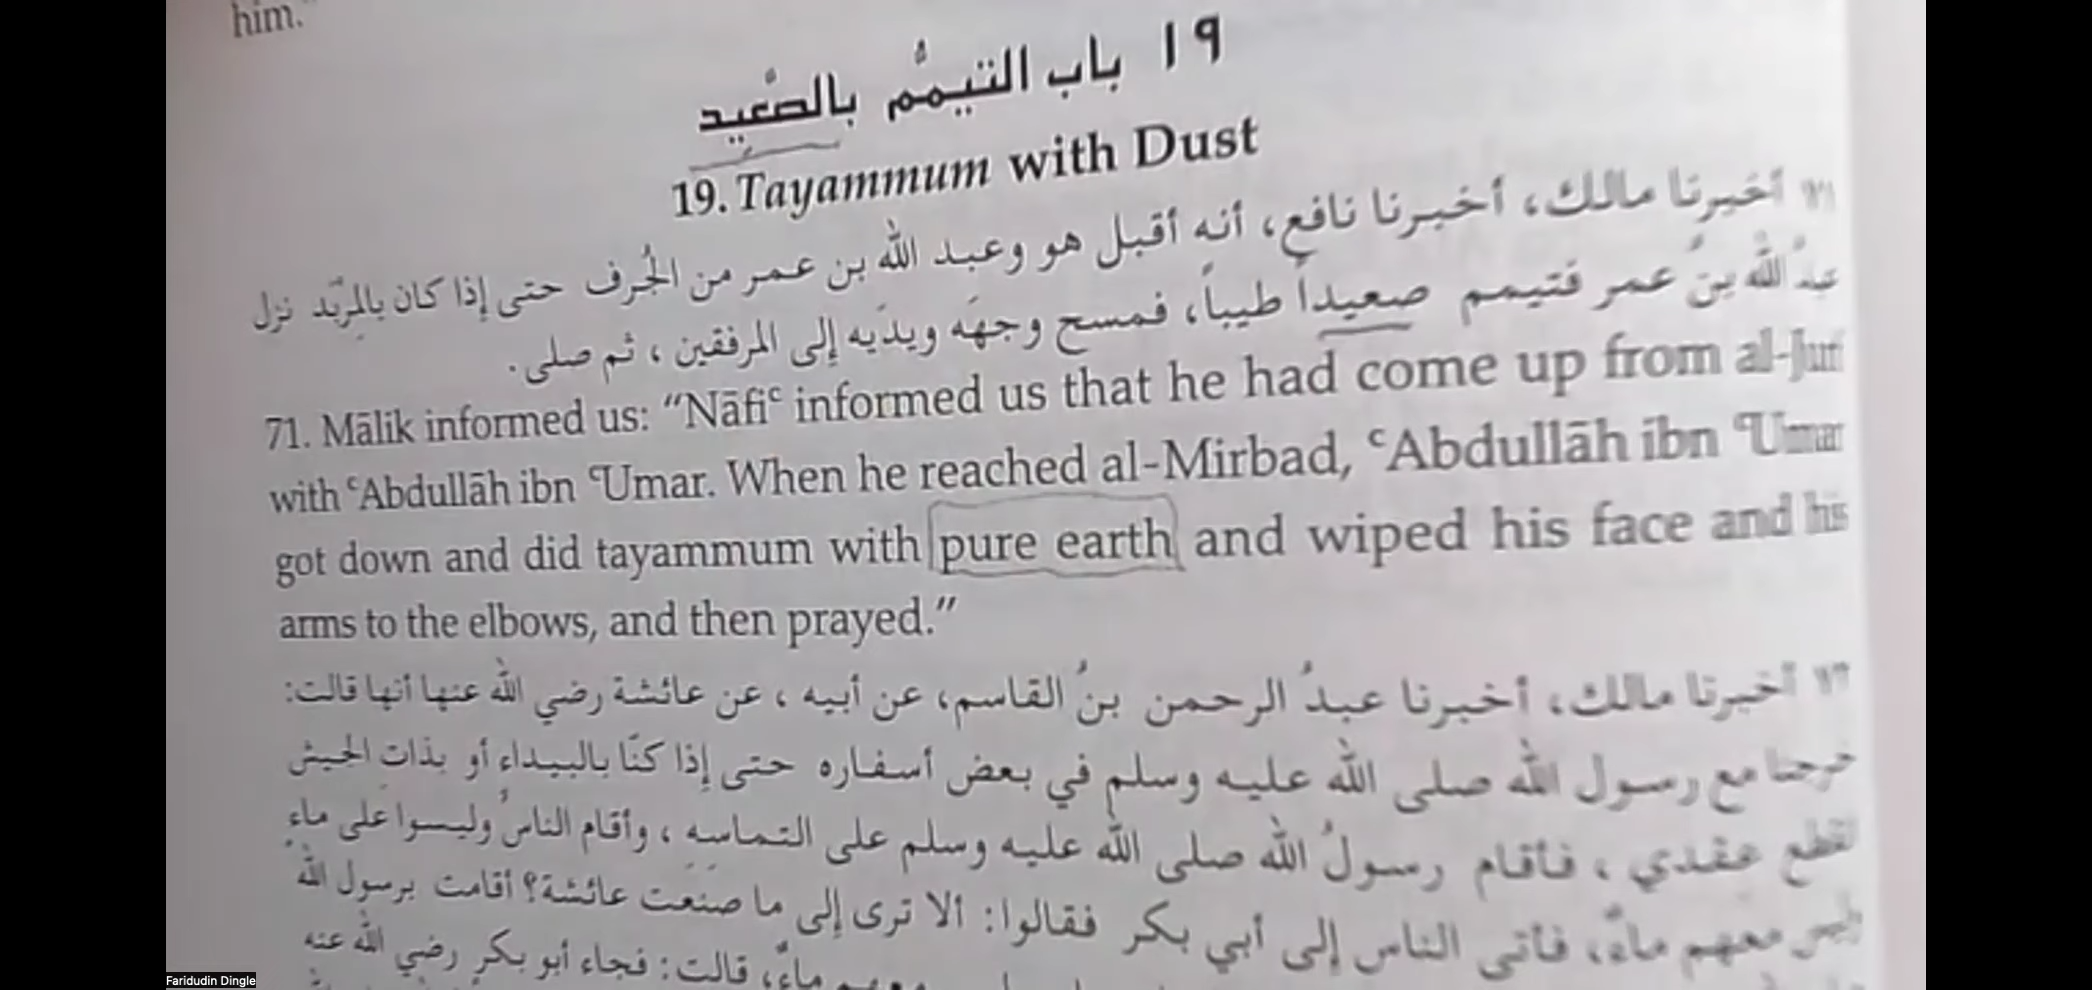 him."
١٩ باب التيمُّم بالصَّعيد
19. Tayammum with Dust
٧١ أخبرنا مالك، أخبرنا نافع، أنه أقبل هو وعبد الله بن عمر من الجُرف حتى إذا كان بالمِربَد نزل
عبدُ الله بنُ عمر فتيمم صعيداً طيباً، فمسح وجهَه ويدَيه إلى المرفقين، ثم صلى.
71. Mālik informed us: “Nāfiᶜ informed us that he had come up from al-Jurf
with ᶜAbdullāh ibn ᶜUmar. When he reached al-Mirbad, ᶜAbdullāh ibn ᶜUmar
got down and did tayammum with pure earth and wiped his face and his
arms to the elbows, and then prayed.”
أخبرنا مالك، أخبرنا عبدُ الرحمن بنُ القاسم، عن أبيه، عن عائشة رضي الله عنها أنها قالت:
خرجنا مع رسول الله صلى الله عليه وسلم في بعض أسفاره حتى إذا كنّا بالبيداء أو بذات الجيش
انقطع عقدي، فأقام رسولُ الله صلى الله عليه وسلم على التماسِه، وأقام الناسُ وليسوا على ماءٍ
وليس معهم ماءٌ، فأتى الناس إلى أبي بكر فقالوا: ألا ترى إلى ما صنَعَت عائشة؟ أقامت برسول الله
معهم ماءٌ، قالت: فجاء أبو بكرٍ رضي الله عنه
Faridudin Dingle